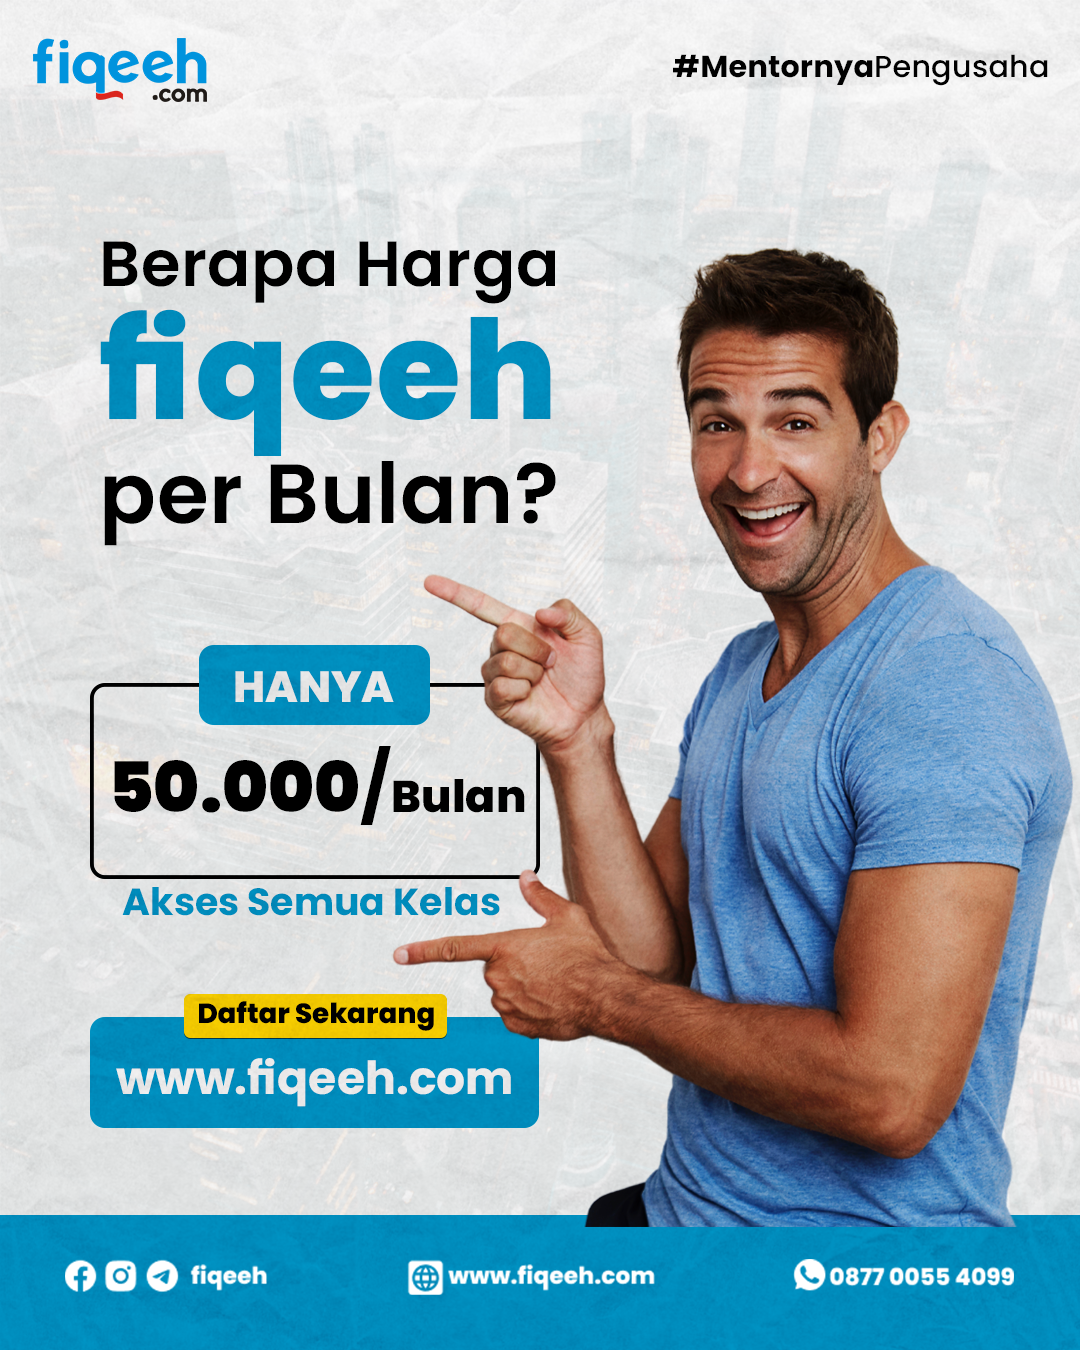 fiqeeh
.com
#MentornyaPengusaha
Berapa Harga
fiqeeh
per Bulan?
HANYA
50.000/Bulan
Akses Semua Kelas
Daftar Sekarang
www.fiqeeh.com
fiqeeh
www.fiqeeh.com
0877 0055 4099